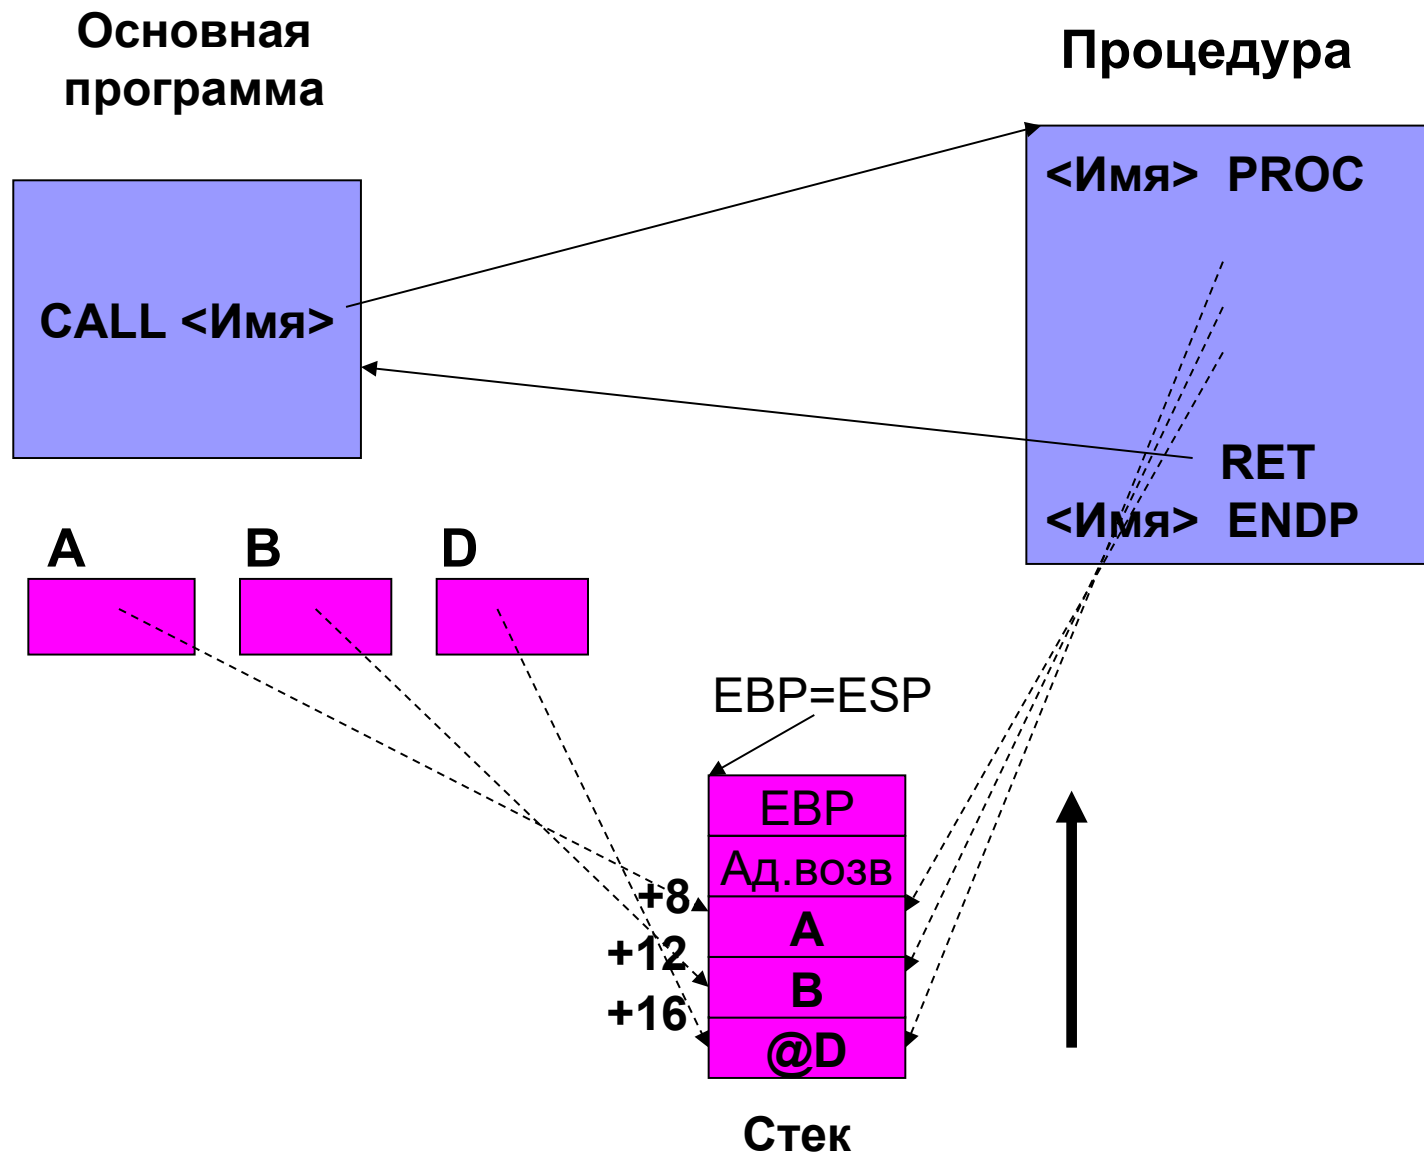 Основная
программа
Процедура
<Имя> PROC
CALL <Имя>
RET
<Имя> ENDP
A
B
D
EBP=ESP
EBP
Ад.возв
+8
A
+12
B
+16
@D
Стек